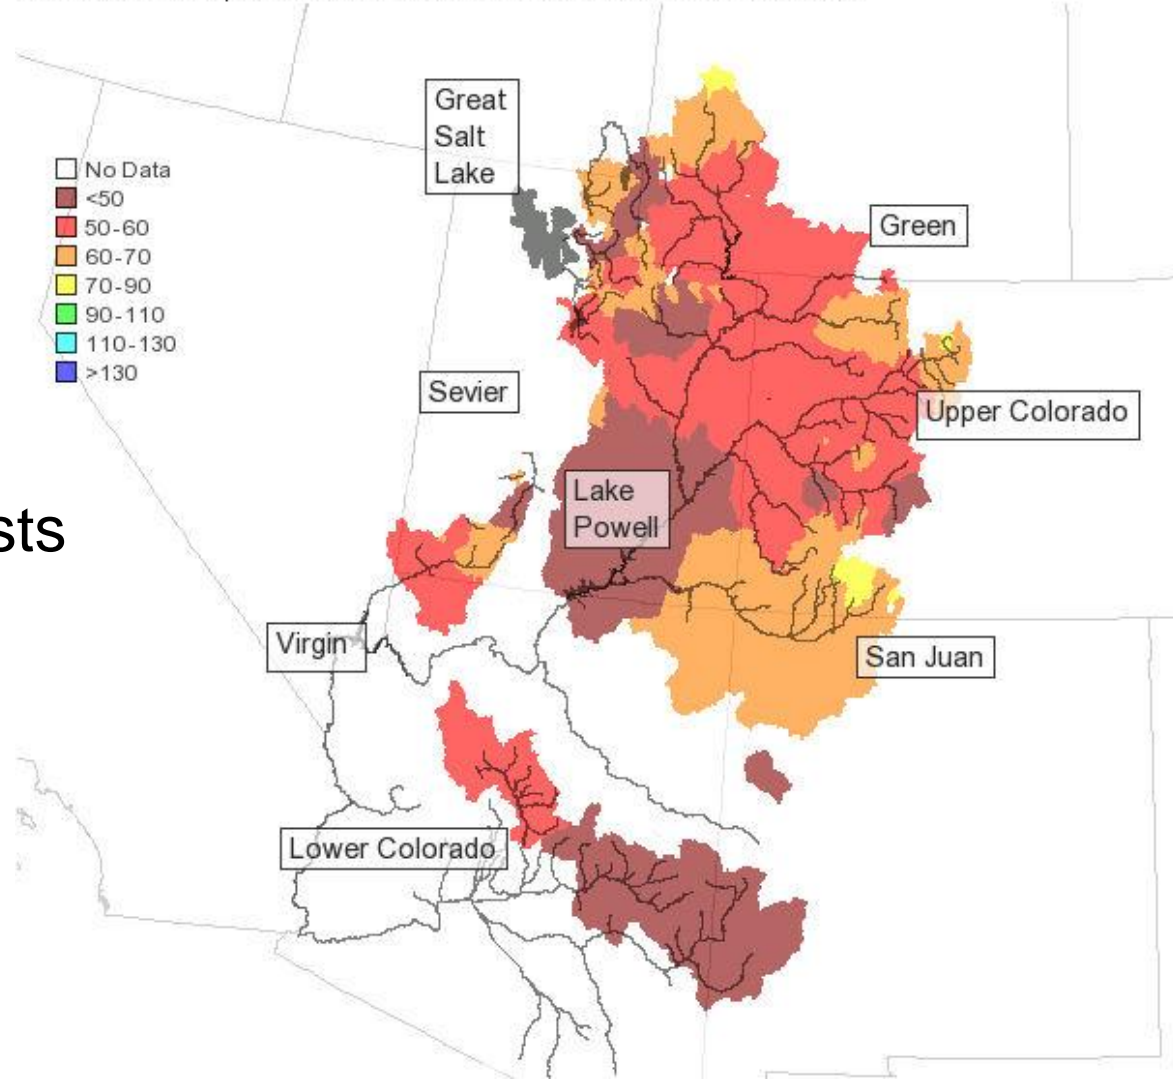 Great
Salt
Lake
No Data
<50
50-60
60-70
70-90
90-110
110-130
>130
Green
Sevier
Upper Colorado
Lake
Powell
sts
Virgin
San Juan
Lower Colorado